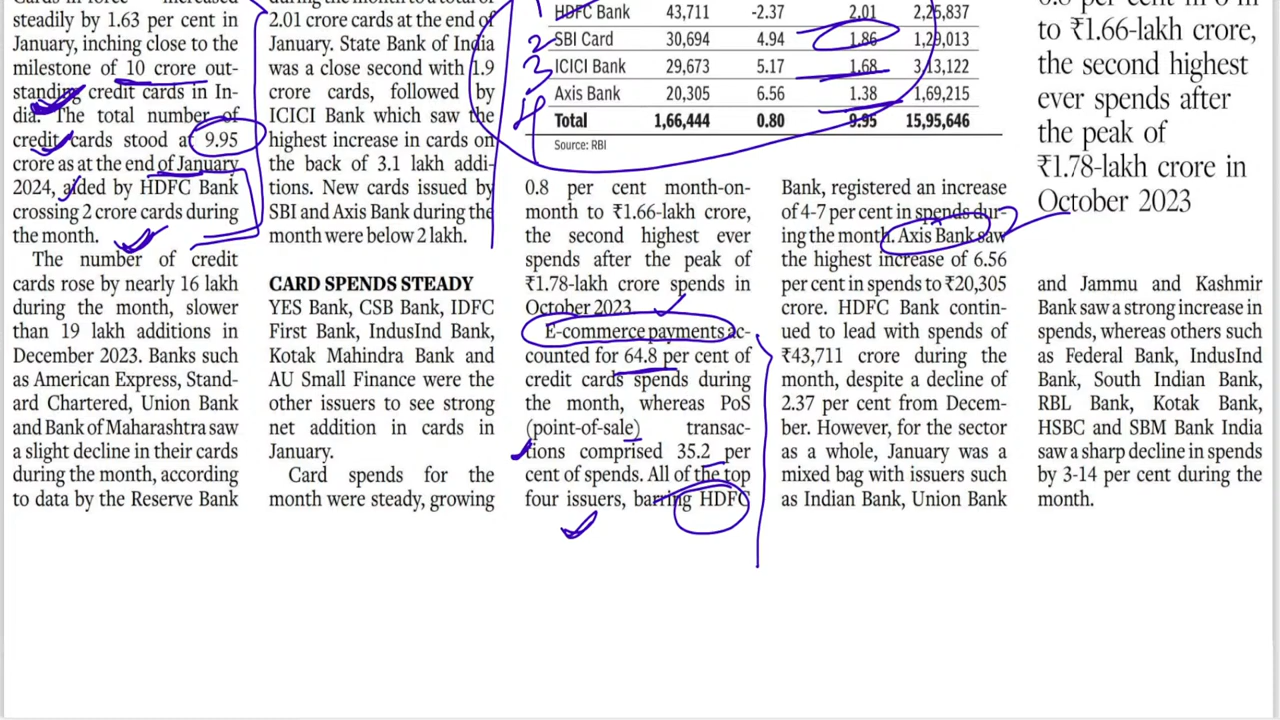 steadily by 1.63 per cent in
January, inching close to the
milestone of 10 crore out-
standing credit cards in In-
dia. The total number of
credit cards stood at 9.95
crore as at the end of January
2024, aided by HDFC Bank
crossing 2 crore cards during
the month.
The number of credit
cards rose by nearly 16 lakh
during the month, slower
than 19 lakh additions in
December 2023. Banks such
as American Express, Stand-
ard Chartered, Union Bank
and Bank of Maharashtra saw
a slight decline in their cards
during the month, according
to data by the Reserve Bank
2.01 crore cards at the end of
January. State Bank of India
was a close second with 1.9
crore cards, followed by
ICICI Bank which saw the
highest increase in cards on
the back of 3.1 lakh addi-
tions. New cards issued by
SBI and Axis Bank during the
month were below 2 lakh.
CARD SPENDS STEADY
YES Bank, CSB Bank, IDFC
First Bank, IndusInd Bank,
Kotak Mahindra Bank and
AU Small Finance were the
other issuers to see strong
net addition in cards in
January.
Card spends for the
month were steady, growing
1 HDFC Bank 43,711 -2.37 2.01 2,25,837
2 SBI Card 30,694 4.94 1.86 1,29,013
3 ICICI Bank 29,673 5.17 1.68 3,13,122
4 Axis Bank 20,305 6.56 1.38 1,69,215
Total 1,66,444 0.80 9.95 15,95,646
Source: RBI
0.8 per cent month-on-
month to ₹1.66-lakh crore,
the second highest ever
spends after the peak of
₹1.78-lakh crore spends in
October 2023.
E-commerce payments ac-
counted for 64.8 per cent of
credit cards spends during
the month, whereas PoS
(point-of-sale) transac-
tions comprised 35.2 per
cent of spends. All of the top
four issuers, barring HDFC
Bank, registered an increase
of 4-7 per cent in spends dur-
ing the month. Axis Bank saw
the highest increase of 6.56
per cent in spends to ₹20,305
crore. HDFC Bank contin-
ued to lead with spends of
₹43,711 crore during the
month, despite a decline of
2.37 per cent from Decem-
ber. However, for the sector
as a whole, January was a
mixed bag with issuers such
as Indian Bank, Union Bank
to ₹1.66-lakh crore,
the second highest
ever spends after
the peak of
₹1.78-lakh crore in
October 2023
and Jammu and Kashmir
Bank saw a strong increase in
spends, whereas others such
as Federal Bank, IndusInd
Bank, South Indian Bank,
RBL Bank, Kotak Bank,
HSBC and SBM Bank India
saw a sharp decline in spends
by 3-14 per cent during the
month.